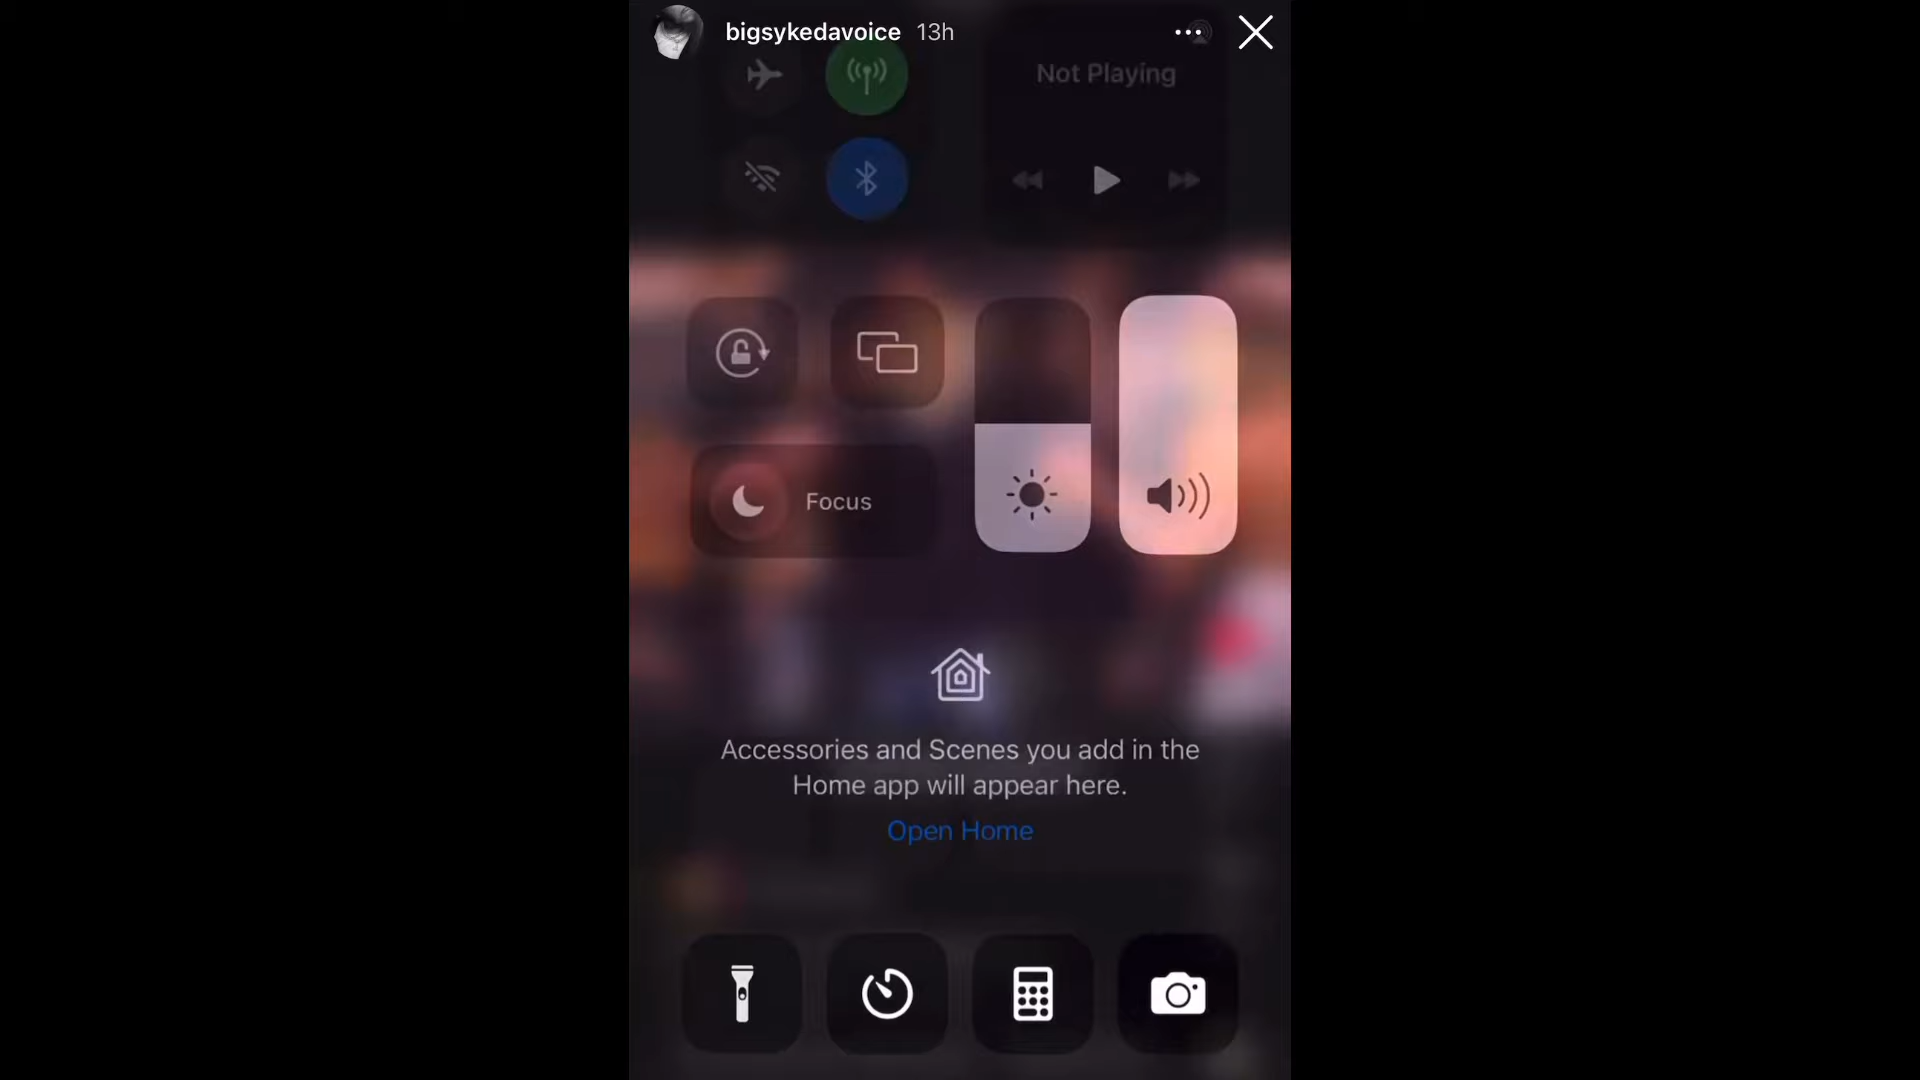 bigsykedavoice 13h
Not Playing
Focus
Accessories and Scenes you add in the
Home app will appear here.
Open Home